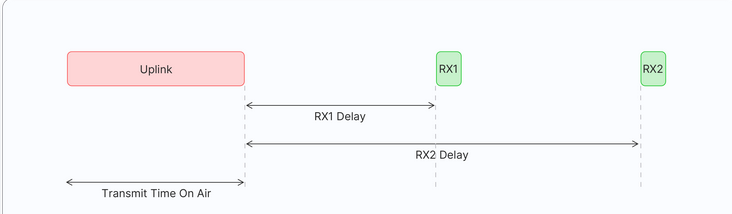 Uplink
RX1
RX2
RX1 Delay
RX2 Delay
Transmit Time On Air